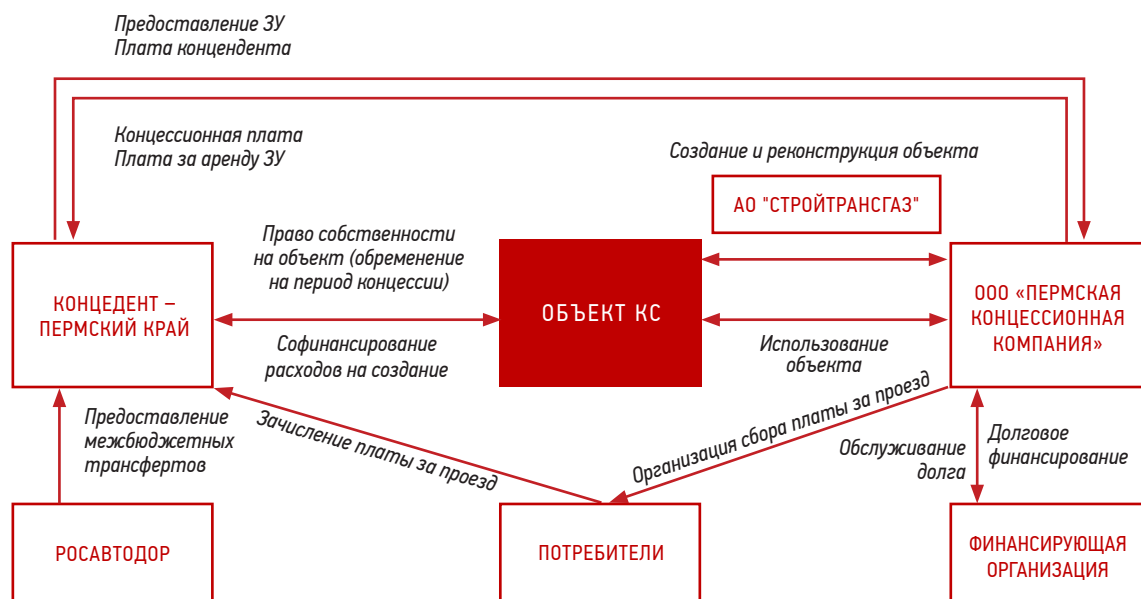 Предоставление ЗУ
Плата концендента
Концессионная плата
Плата за аренду ЗУ
Создание и реконструкция объекта
АО "СТРОЙТРАНСГАЗ"
Право собственности
на объект (обременение
на период концессии)
КОНЦЕДЕНТ –
ПЕРМСКИЙ КРАЙ
ОБЪЕКТ КС
ООО «ПЕРМСКАЯ
КОНЦЕССИОННАЯ
КОМПАНИЯ»
Софинансирование
расходов на создание
Использование
объекта
Предоставление
межбюджетных
трансфертов
Зачисление платы за проезд
Организация сбора платы за проезд
Обслуживание
долга
Долговое
финансирование
РОСАВТОДОР
ПОТРЕБИТЕЛИ
ФИНАНСИРУЮЩАЯ
ОРГАНИЗАЦИЯ